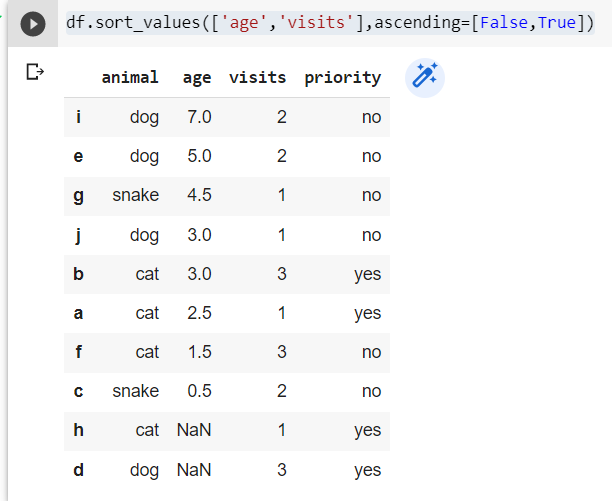 df.sort_values(['age','visits'],ascending=[False,True])
animal age visits priority
i dog 7.0 2 no
e dog 5.0 2 no
g snake 4.5 1 no
j dog 3.0 1 no
b cat 3.0 3 yes
a cat 2.5 1 yes
f cat 1.5 3 no
c snake 0.5 2 no
h cat NaN 1 yes
d dog NaN 3 yes